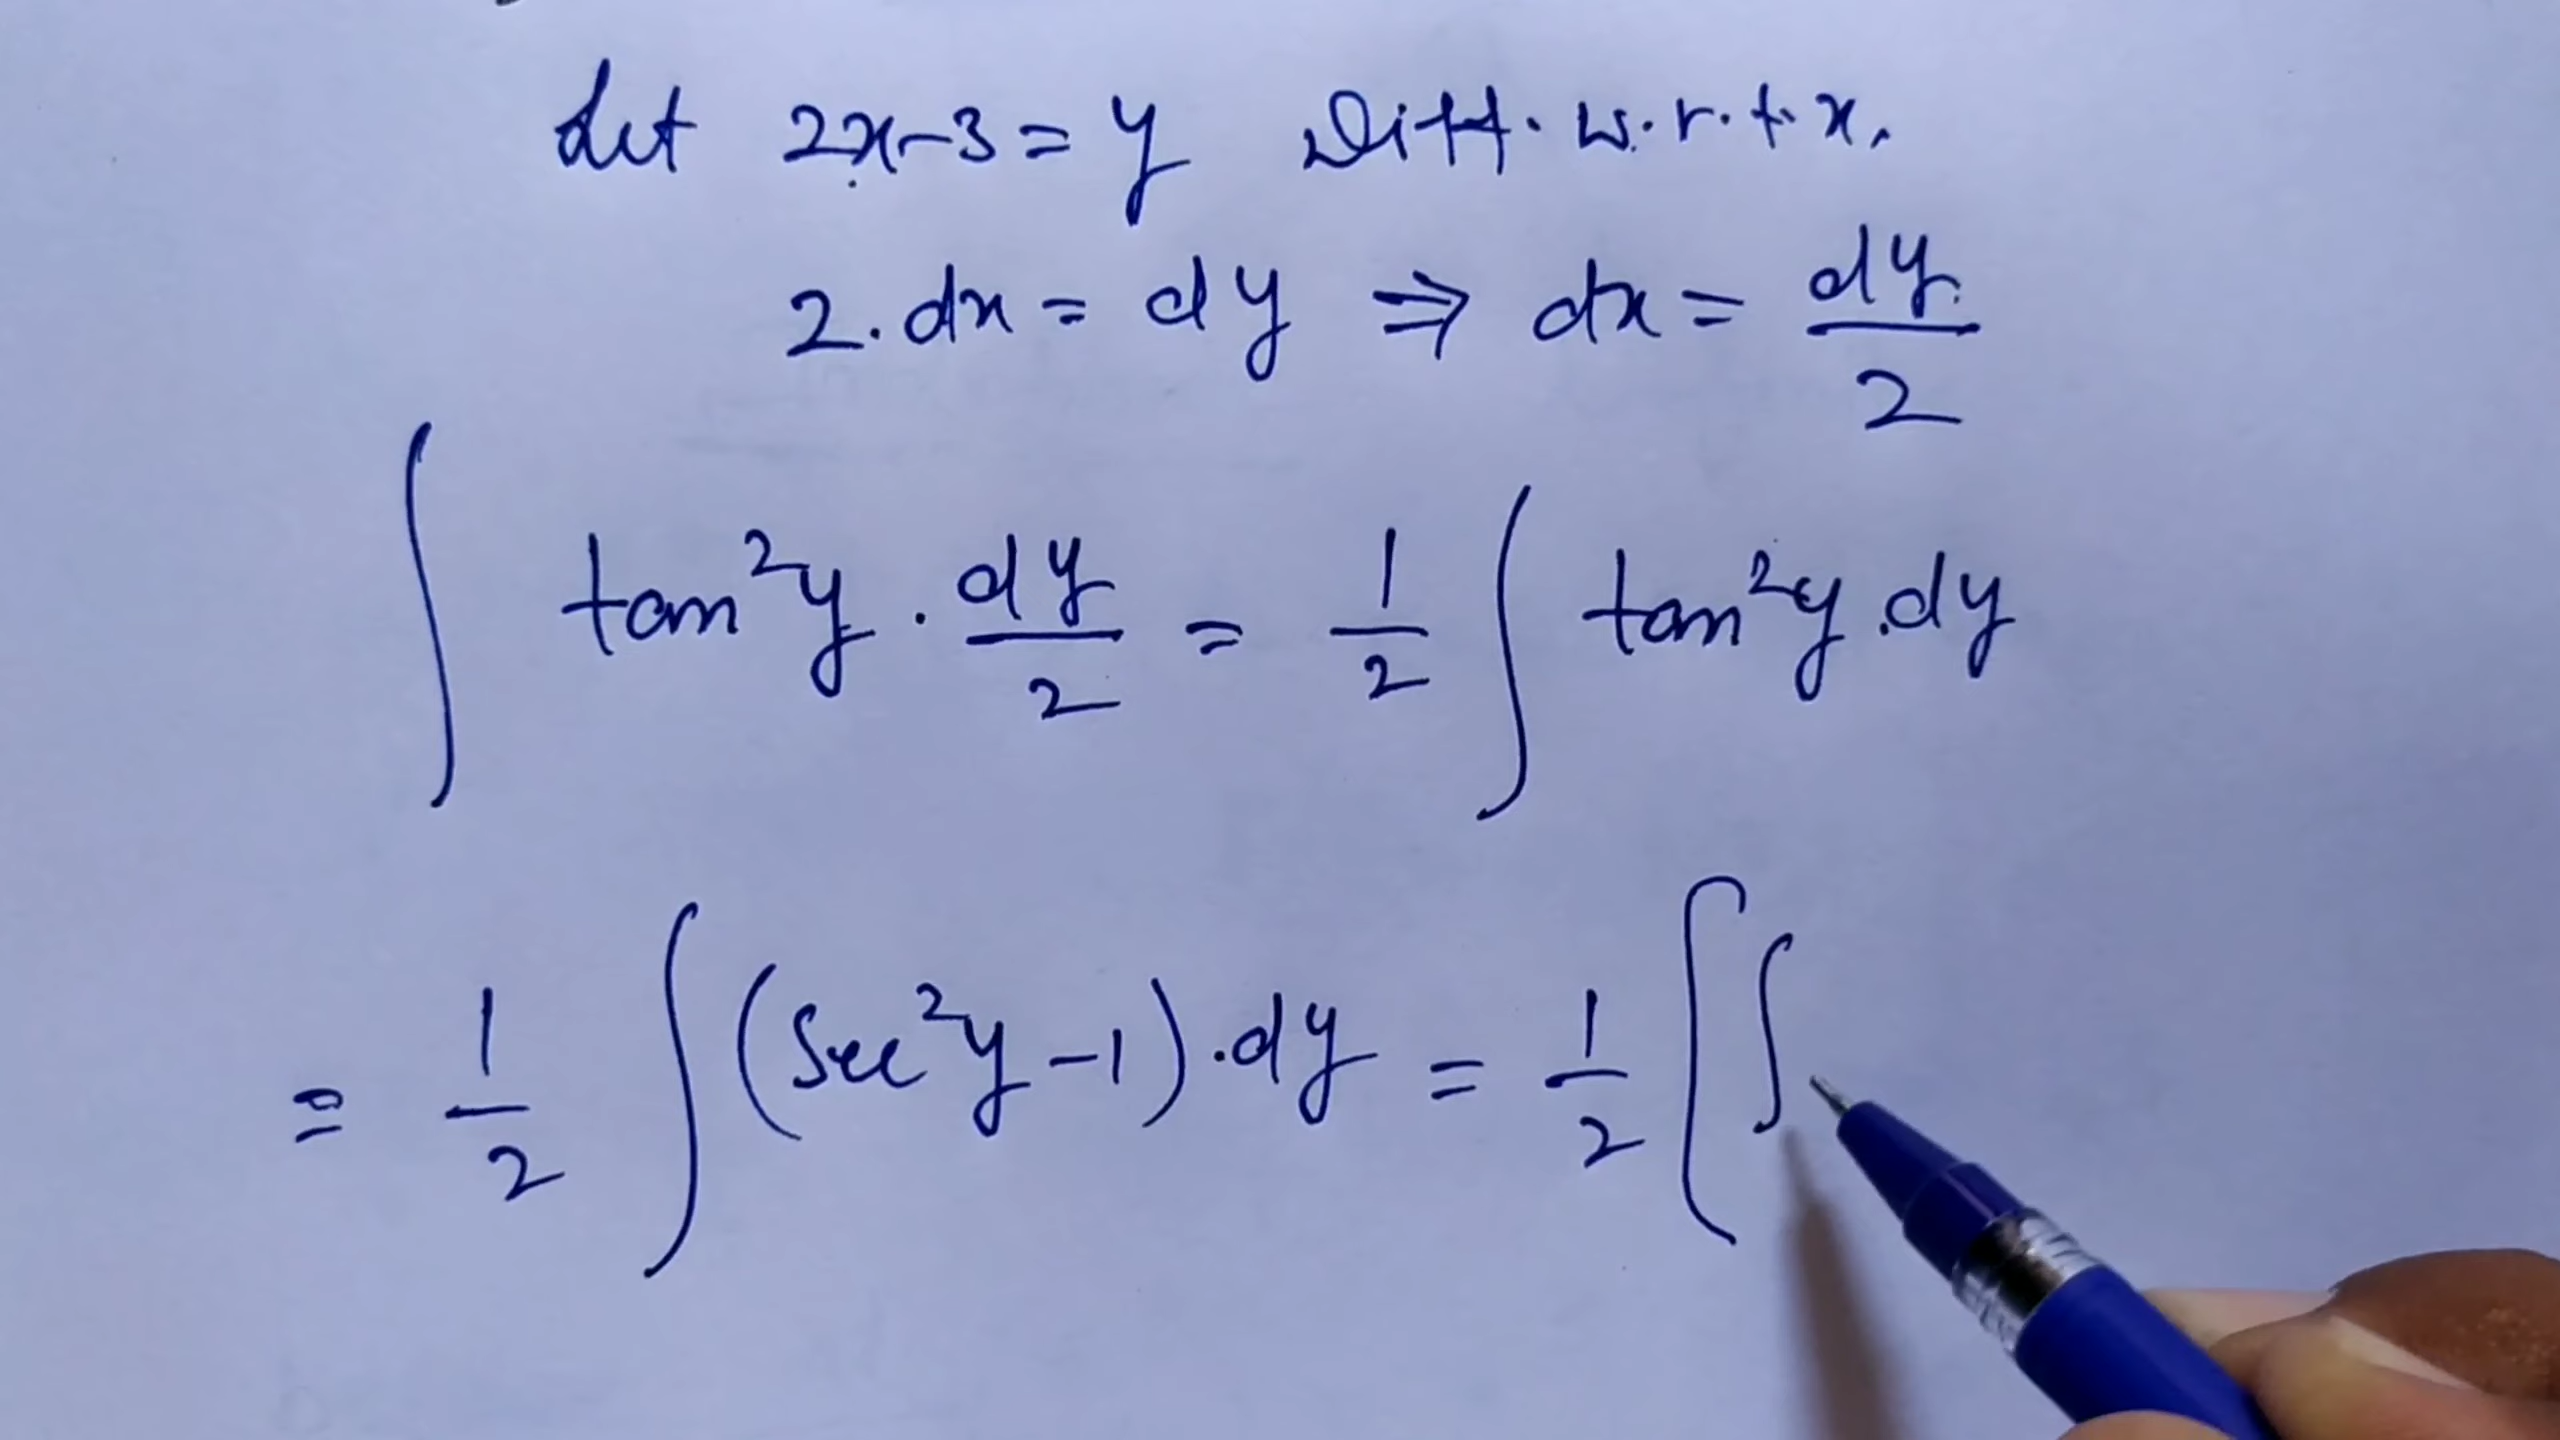 Let 2x-3 = y Diff. w.r.t x,
2.dx = dy ⇒ dx = dy/2
∫ tan²y . dy/2 = 1/2 ∫ tan²y .dy
= 1/2 ∫ (Sec²y -1).dy = 1/2 [ ∫